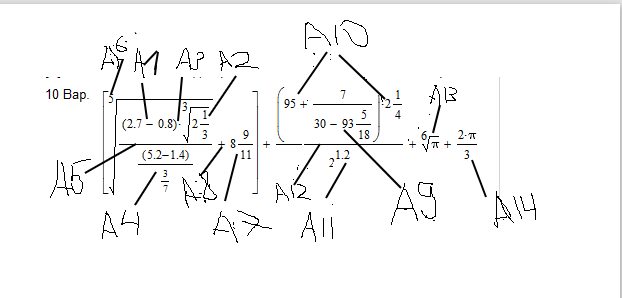 A6 A1 A3 A2 A10
10 Вар. [ ⁵√( ( (2.7 − 0.8)· ³√(2 1/3) ) / ( (5.2−1.4) / (3/7) ) ) + 8 9/11 ] + ( ( 95 + 7 / (30 − 93 5/18) ) : 2 1/4 ) / 2^1.2 + ⁶√π + 2·π/3
A13
A5 A8 A12 A9 A14
A4 A7 A11